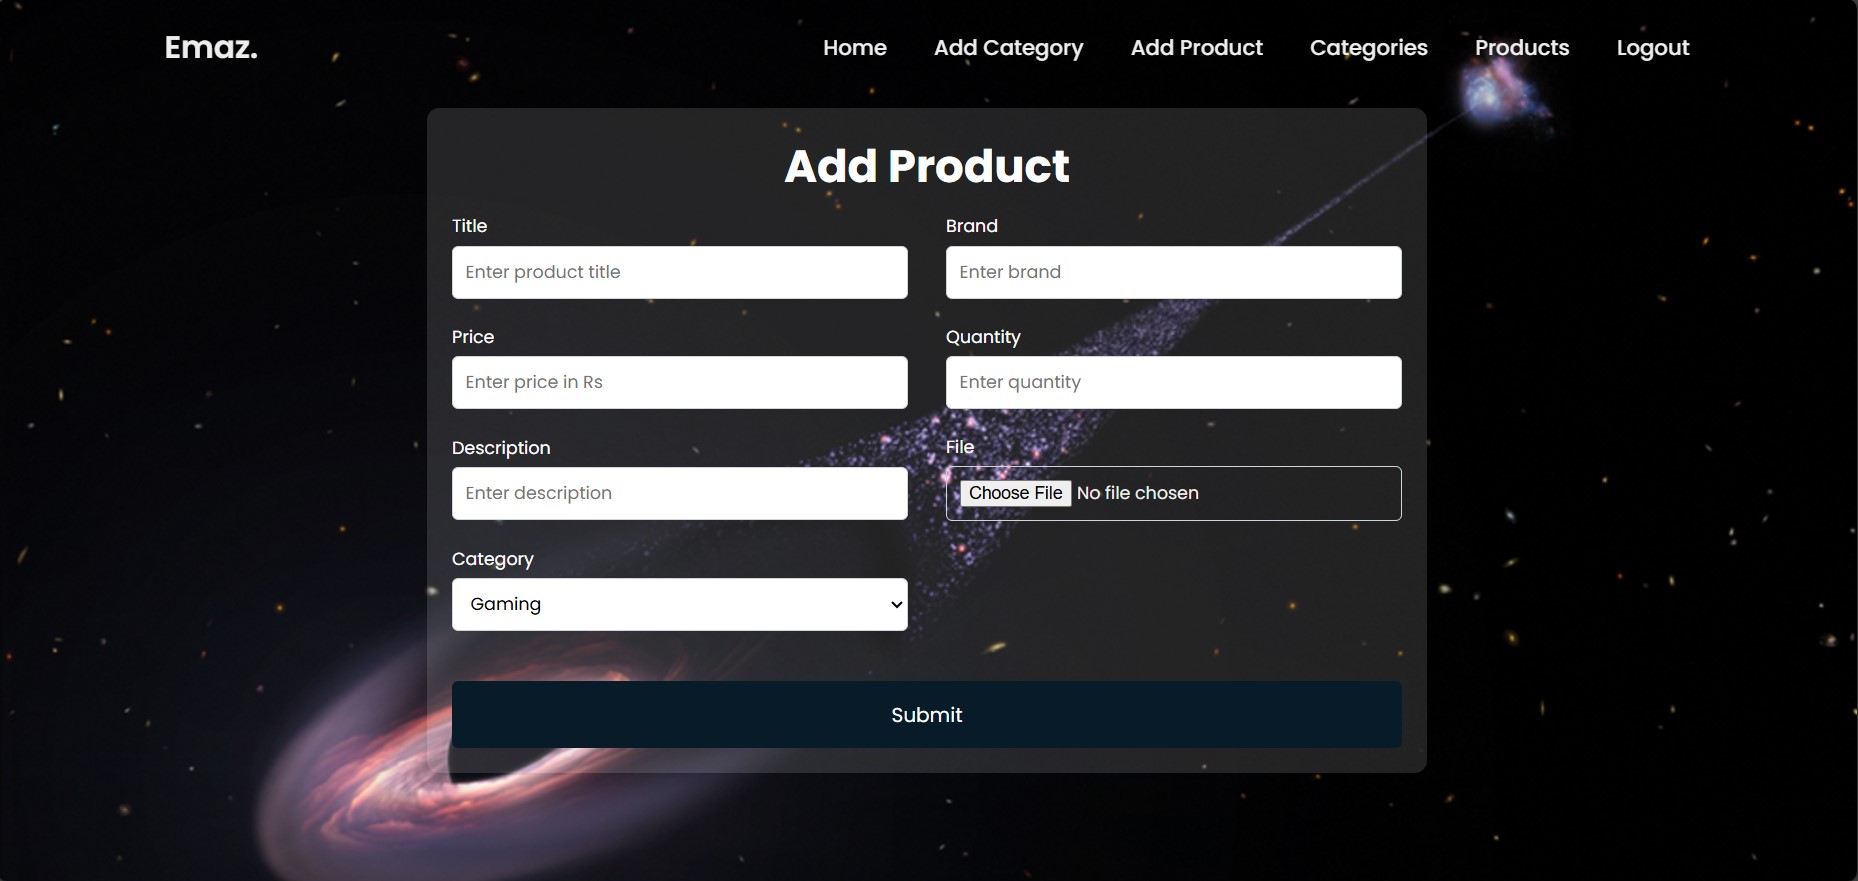 Emaz.
Home Add Category Add Product Categories Products Logout
Add Product
Title Brand
Enter product title Enter brand
Price Quantity
Enter price in Rs Enter quantity
Description File
Enter description Choose File No file chosen
Category
Gaming
Submit